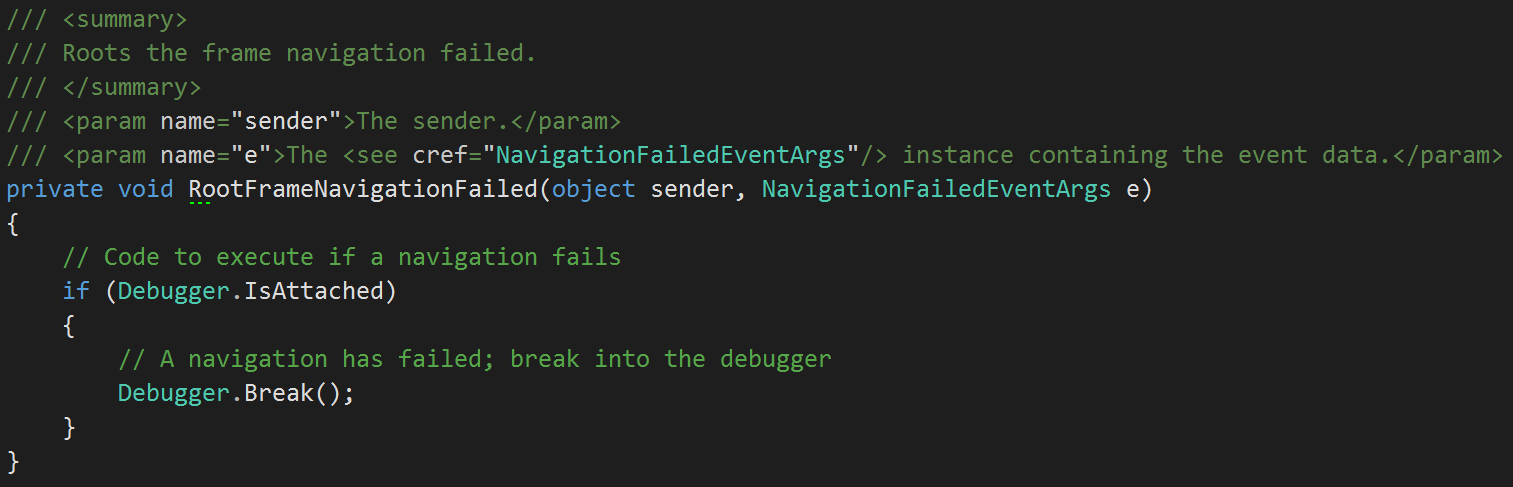 /// <summary>
/// Roots the frame navigation failed.
/// </summary>
/// <param name="sender">The sender.</param>
/// <param name="e">The <see cref="NavigationFailedEventArgs"/> instance containing the event data.</param>
private void RootFrameNavigationFailed(object sender, NavigationFailedEventArgs e)
{
    // Code to execute if a navigation fails
    if (Debugger.IsAttached)
    {
        // A navigation has failed; break into the debugger
        Debugger.Break();
    }
}